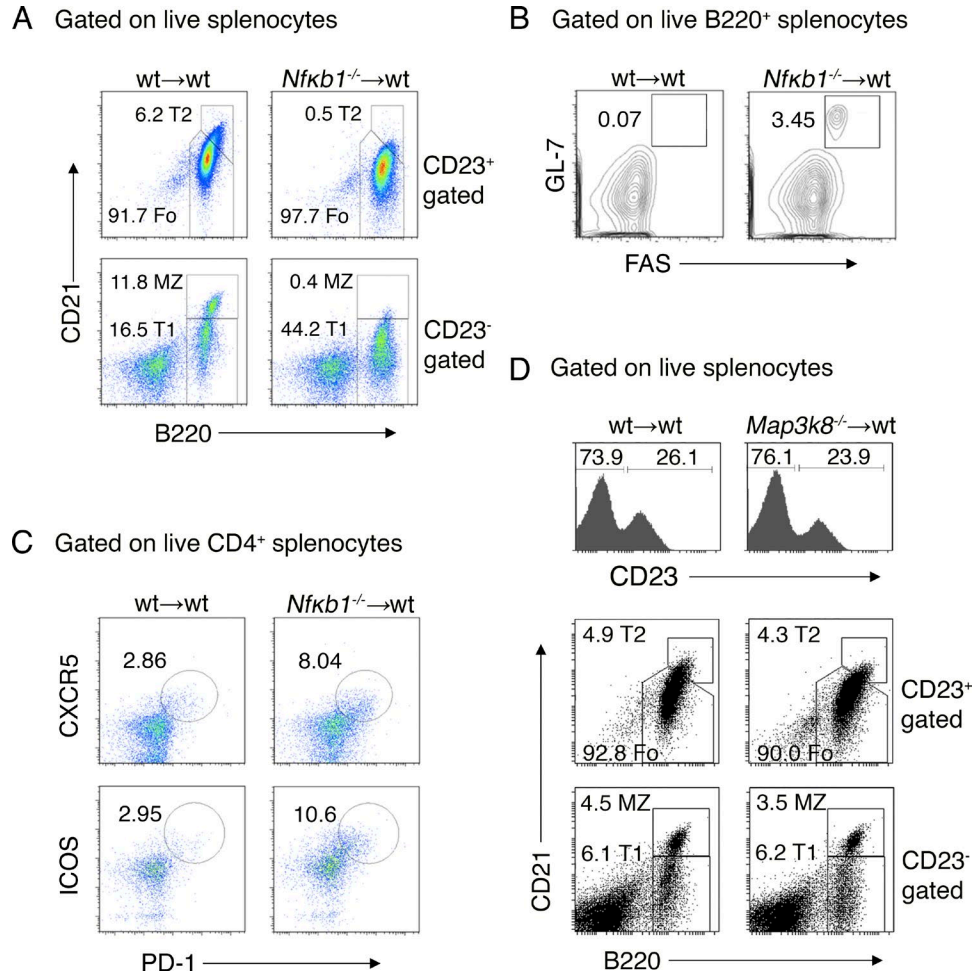 A Gated on live splenocytes
wt→wt
Nfκb1-/-→wt
6.2 T2
0.5 T2
91.7 Fo
97.7 Fo
CD23+
gated
11.8 MZ
0.4 MZ
16.5 T1
44.2 T1
CD23-
gated
CD21
B220
B Gated on live B220+ splenocytes
wt→wt
Nfκb1-/-→wt
0.07
3.45
GL-7
FAS
C Gated on live CD4+ splenocytes
wt→wt
Nfκb1-/-→wt
2.86
8.04
CXCR5
2.95
10.6
ICOS
PD-1
D Gated on live splenocytes
wt→wt
Map3k8-/-→wt
73.9 26.1
76.1 23.9
CD23
4.9 T2
4.3 T2
92.8 Fo
90.0 Fo
CD23+
gated
4.5 MZ
3.5 MZ
6.1 T1
6.2 T1
CD23-
gated
CD21
B220